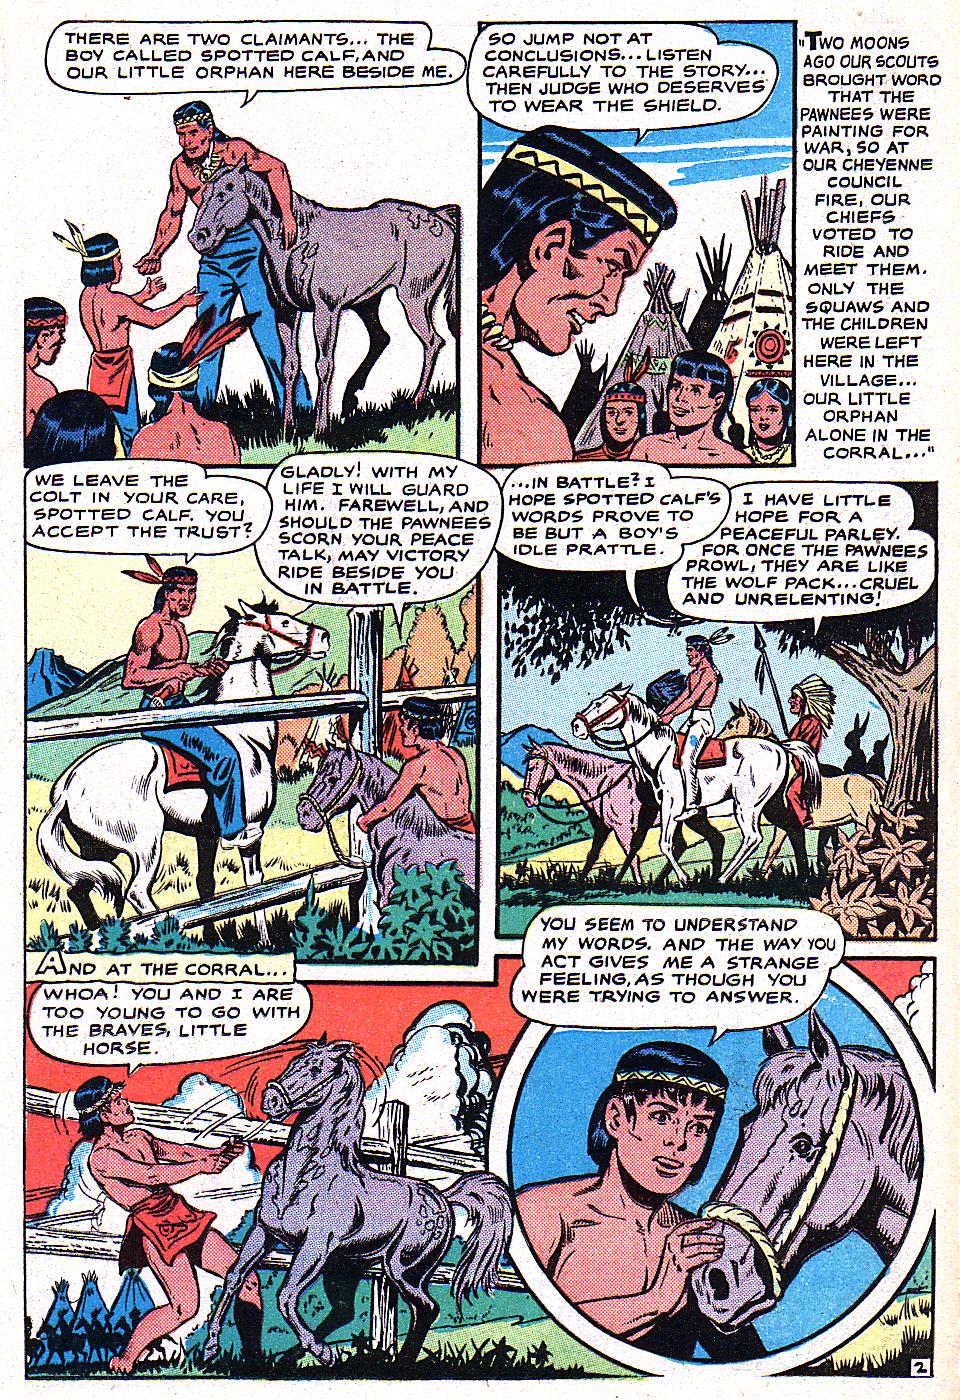 THERE ARE TWO CLAIMANTS... THE
BOY CALLED SPOTTED CALF, AND
OUR LITTLE ORPHAN HERE BESIDE ME.
SO JUMP NOT AT
CONCLUSIONS... LISTEN
CAREFULLY TO THE STORY...
THEN JUDGE WHO DESERVES
TO WEAR THE SHIELD.
"TWO MOONS
AGO OUR SCOUTS
BROUGHT WORD
THAT THE
PAWNEES WERE
PAINTING FOR
WAR, SO AT
OUR CHEYENNE
COUNCIL
FIRE, OUR
CHIEFS
VOTED TO
RIDE AND
MEET THEM.
ONLY THE
SQUAWS AND
THE CHILDREN
WERE LEFT
HERE IN THE
VILLAGE...
OUR LITTLE
ORPHAN
ALONE IN THE
CORRAL..."
WE LEAVE THE
COLT IN YOUR CARE,
SPOTTED CALF. YOU
ACCEPT THE TRUST?
GLADLY! WITH MY
LIFE I WILL GUARD
HIM. FAREWELL, AND
SHOULD THE PAWNEES
SCORN YOUR PEACE
TALK, MAY VICTORY
RIDE BESIDE YOU
IN BATTLE.
...IN BATTLE? I
HOPE SPOTTED CALF'S
WORDS PROVE TO
BE BUT A BOY'S
IDLE PRATTLE.
I HAVE LITTLE
HOPE FOR A
PEACEFUL PARLEY.
FOR ONCE THE PAWNEES
PROWL, THEY ARE LIKE
THE WOLF PACK... CRUEL
AND UNRELENTING!
AND AT THE CORRAL...
WHOA! YOU AND I ARE
TOO YOUNG TO GO WITH
THE BRAVES, LITTLE
HORSE.
YOU SEEM TO UNDERSTAND
MY WORDS. AND THE WAY YOU
ACT GIVES ME A STRANGE
FEELING, AS THOUGH YOU
WERE TRYING TO ANSWER.
2